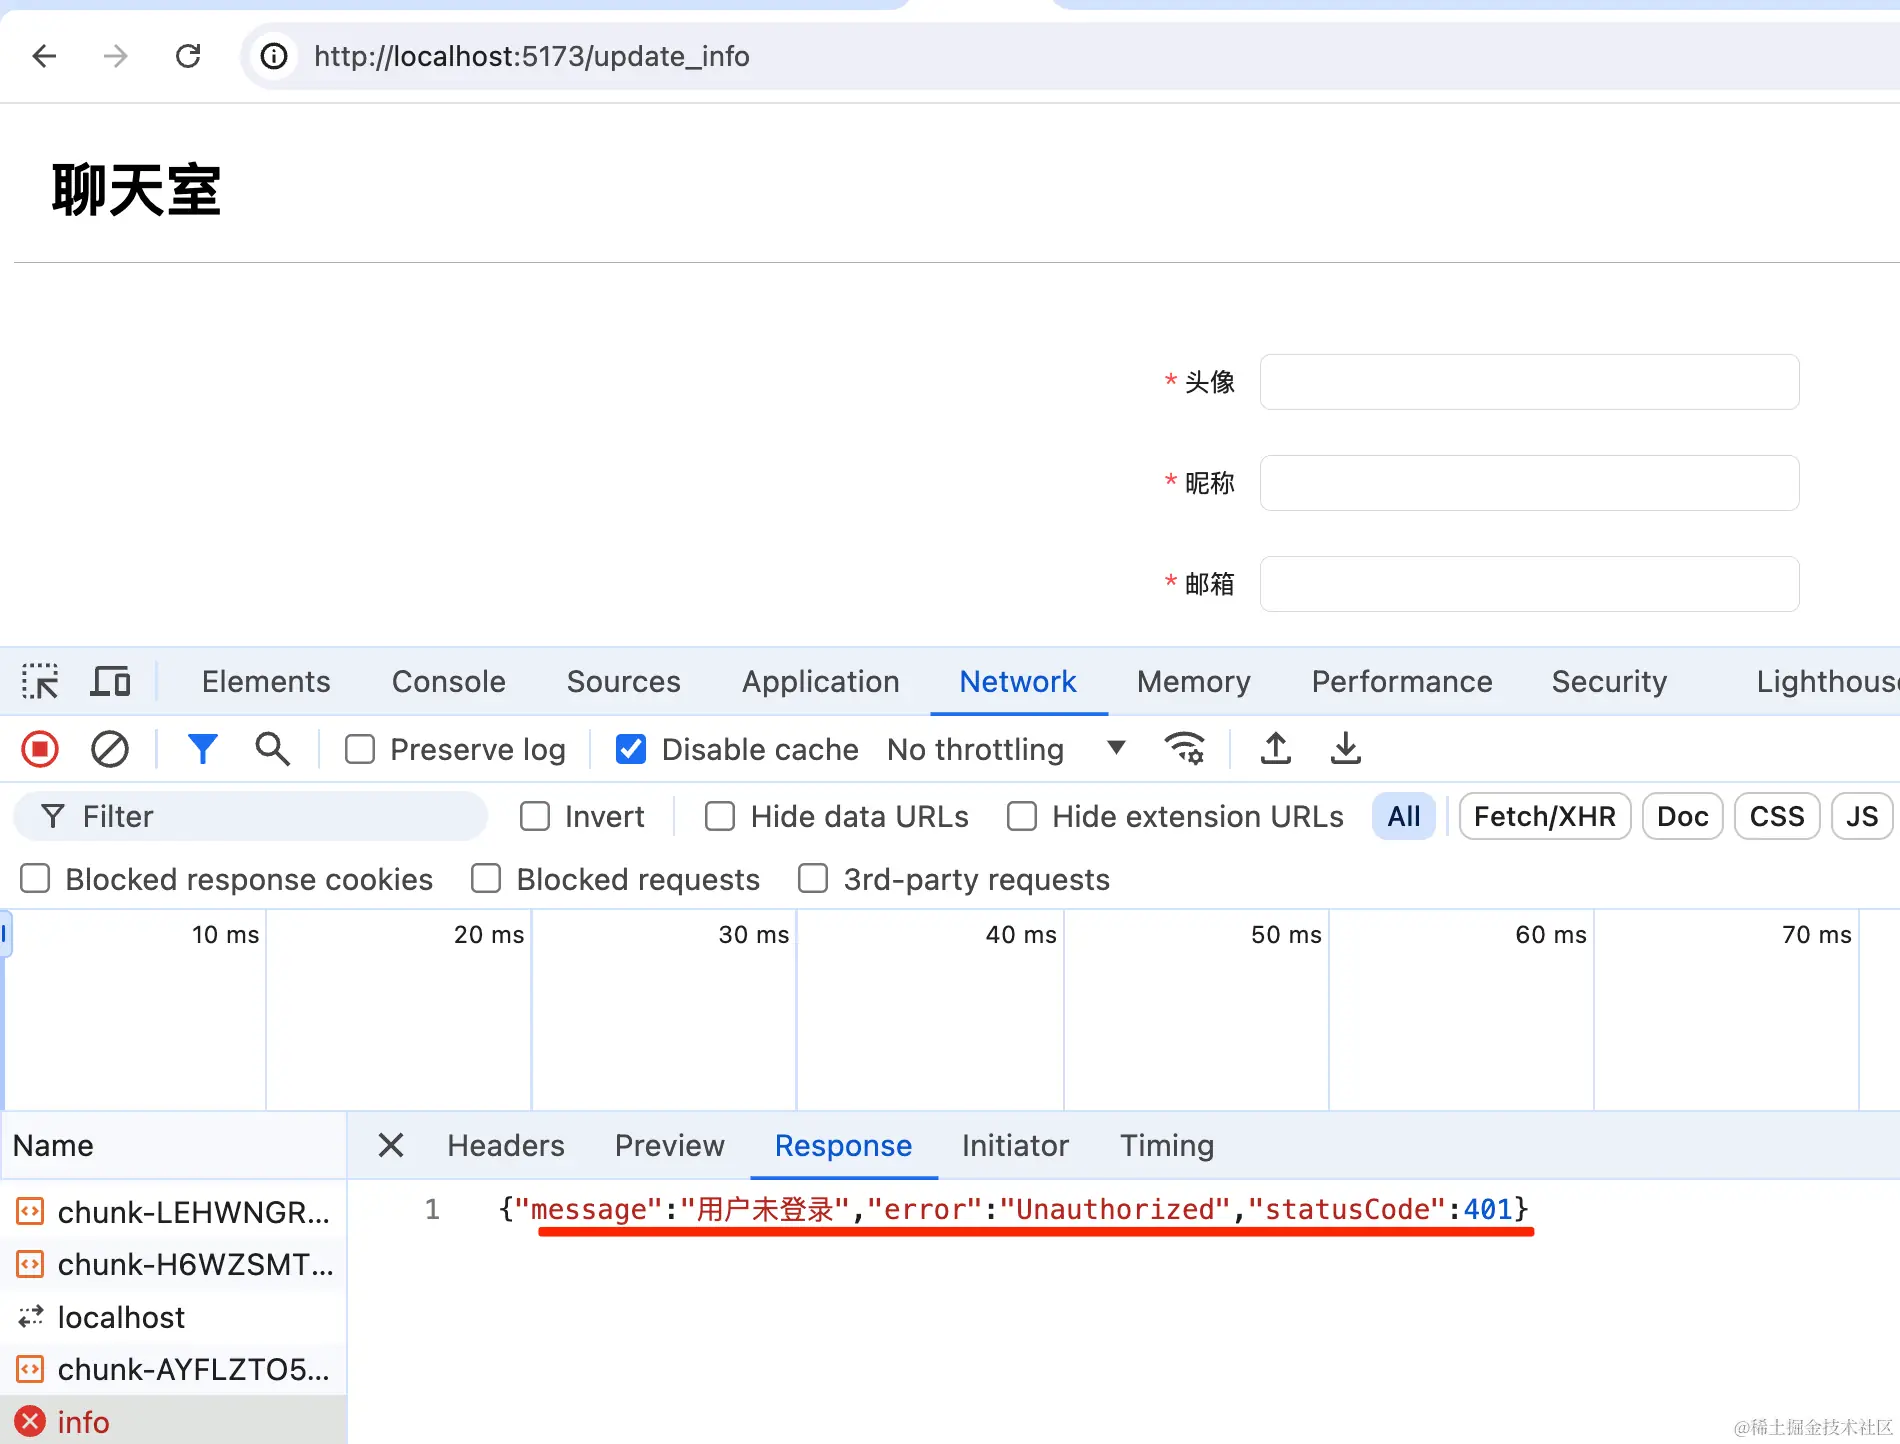 http://localhost:5173/update_info
聊天室
* 头像
* 昵称
* 邮箱
Elements Console Sources Application Network Memory Performance Security Lighthous
Preserve log Disable cache No throttling
Filter Invert Hide data URLs Hide extension URLs All Fetch/XHR Doc CSS JS
Blocked response cookies Blocked requests 3rd-party requests
10 ms 20 ms 30 ms 40 ms 50 ms 60 ms 70 ms
Name Headers Preview Response Initiator Timing
1 {"message":"用户未登录","error":"Unauthorized","statusCode":401}
chunk-LEHWNGR...
chunk-H6WZSMT...
localhost
chunk-AYFLZTO5...
info
@稀土掘金技术社区